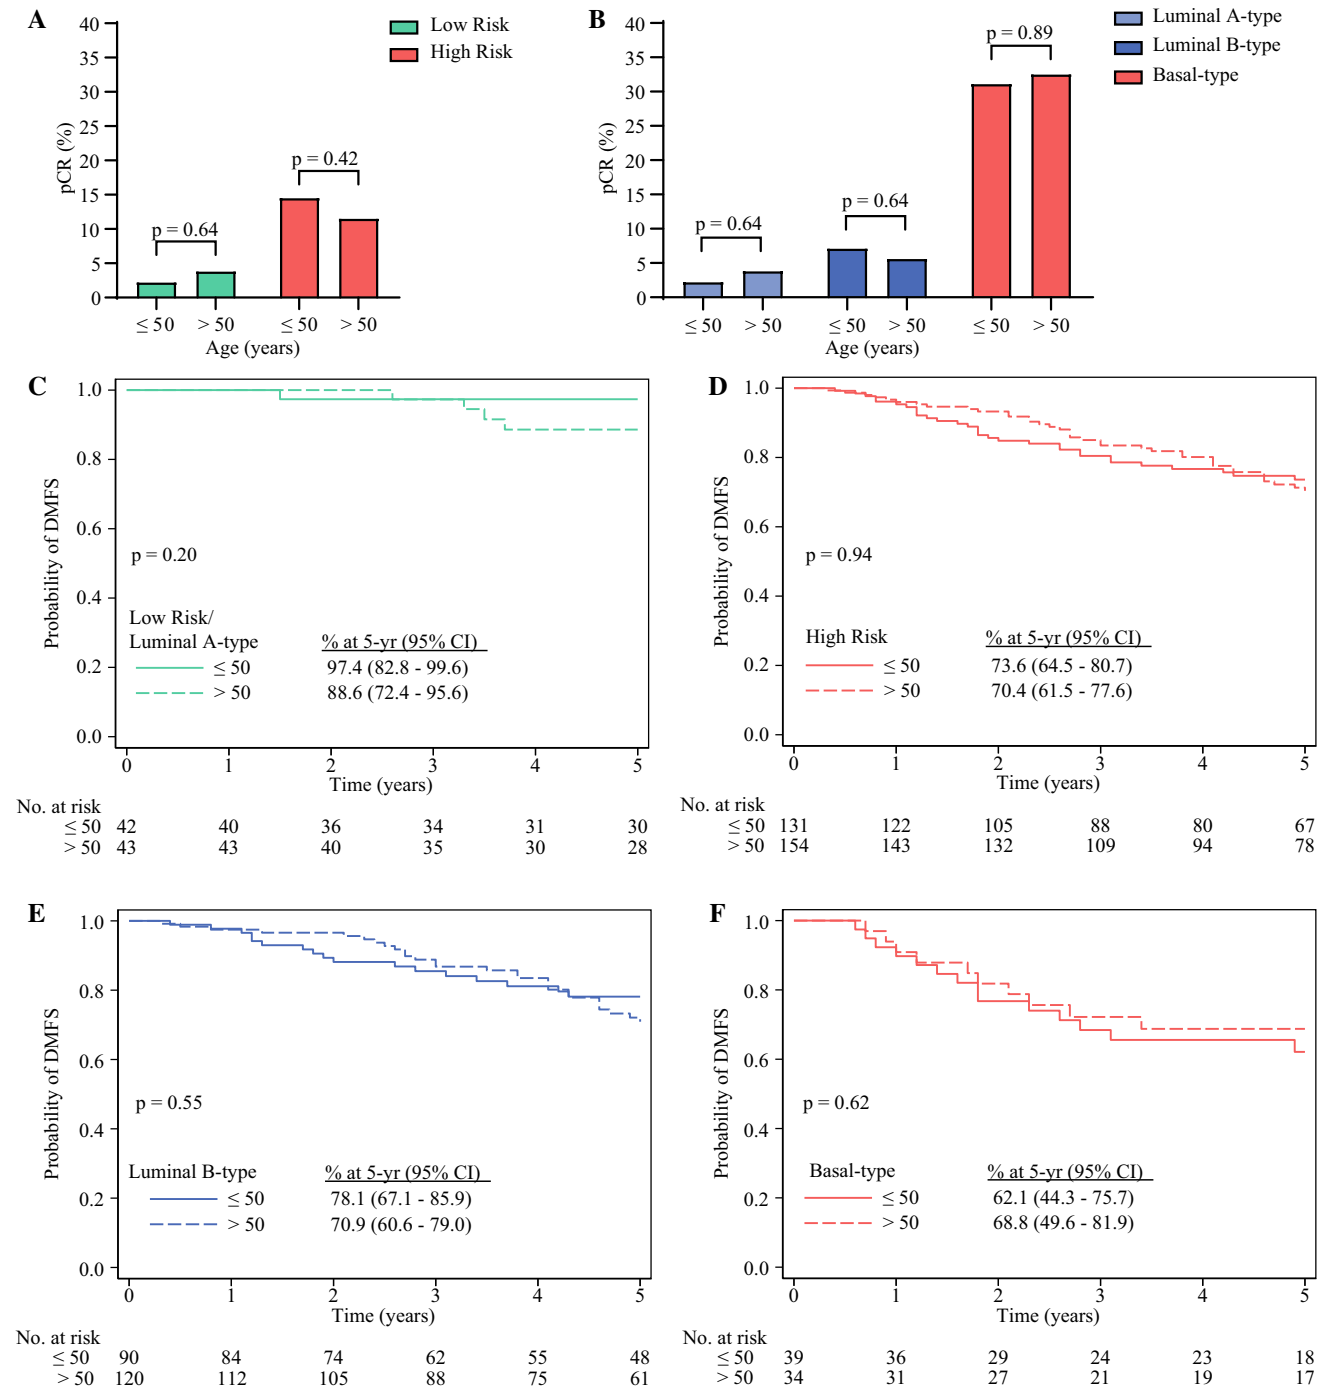 A
40
35
30
25
20
15
10
5
0
pCR (%)
Low Risk
High Risk
p = 0.64
p = 0.42
≤ 50 > 50 ≤ 50 > 50
Age (years)
B
40
35
30
25
20
15
10
5
0
pCR (%)
Luminal A-type
Luminal B-type
Basal-type
p = 0.64
p = 0.64
p = 0.89
≤ 50 > 50 ≤ 50 > 50 ≤ 50 > 50
Age (years)
C
1.0
0.8
0.6
0.4
0.2
0.0
Probability of DMFS
p = 0.20
Low Risk/
Luminal A-type % at 5-yr (95% CI)
≤ 50 97.4 (82.8 - 99.6)
> 50 88.6 (72.4 - 95.6)
0 1 2 3 4 5
Time (years)
No. at risk
≤ 50 42 40 36 34 31 30
> 50 43 43 40 35 30 28
D
1.0
0.8
0.6
0.4
0.2
0.0
Probability of DMFS
p = 0.94
High Risk % at 5-yr (95% CI)
≤ 50 73.6 (64.5 - 80.7)
> 50 70.4 (61.5 - 77.6)
0 1 2 3 4 5
Time (years)
No. at risk
≤ 50 131 122 105 88 80 67
> 50 154 143 132 109 94 78
E
1.0
0.8
0.6
0.4
0.2
0.0
Probability of DMFS
p = 0.55
Luminal B-type % at 5-yr (95% CI)
≤ 50 78.1 (67.1 - 85.9)
> 50 70.9 (60.6 - 79.0)
0 1 2 3 4 5
Time (years)
No. at risk
≤ 50 90 84 74 62 55 48
> 50 120 112 105 88 75 61
F
1.0
0.8
0.6
0.4
0.2
0.0
Probability of DMFS
p = 0.62
Basal-type % at 5-yr (95% CI)
≤ 50 62.1 (44.3 - 75.7)
> 50 68.8 (49.6 - 81.9)
0 1 2 3 4 5
Time (years)
No. at risk
≤ 50 39 36 29 24 23 18
> 50 34 31 27 21 19 17